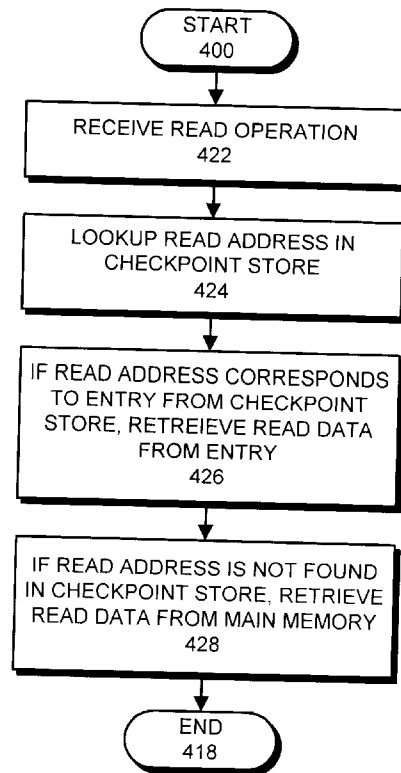 START
400
RECEIVE READ OPERATION
422
LOOKUP READ ADDRESS IN
CHECKPOINT STORE
424
IF READ ADDRESS CORRESPONDS
TO ENTRY FROM CHECKPOINT
STORE, RETREIEVE READ DATA
FROM ENTRY
426
IF READ ADDRESS IS NOT FOUND
IN CHECKPOINT STORE, RETRIEVE
READ DATA FROM MAIN MEMORY
428
END
418